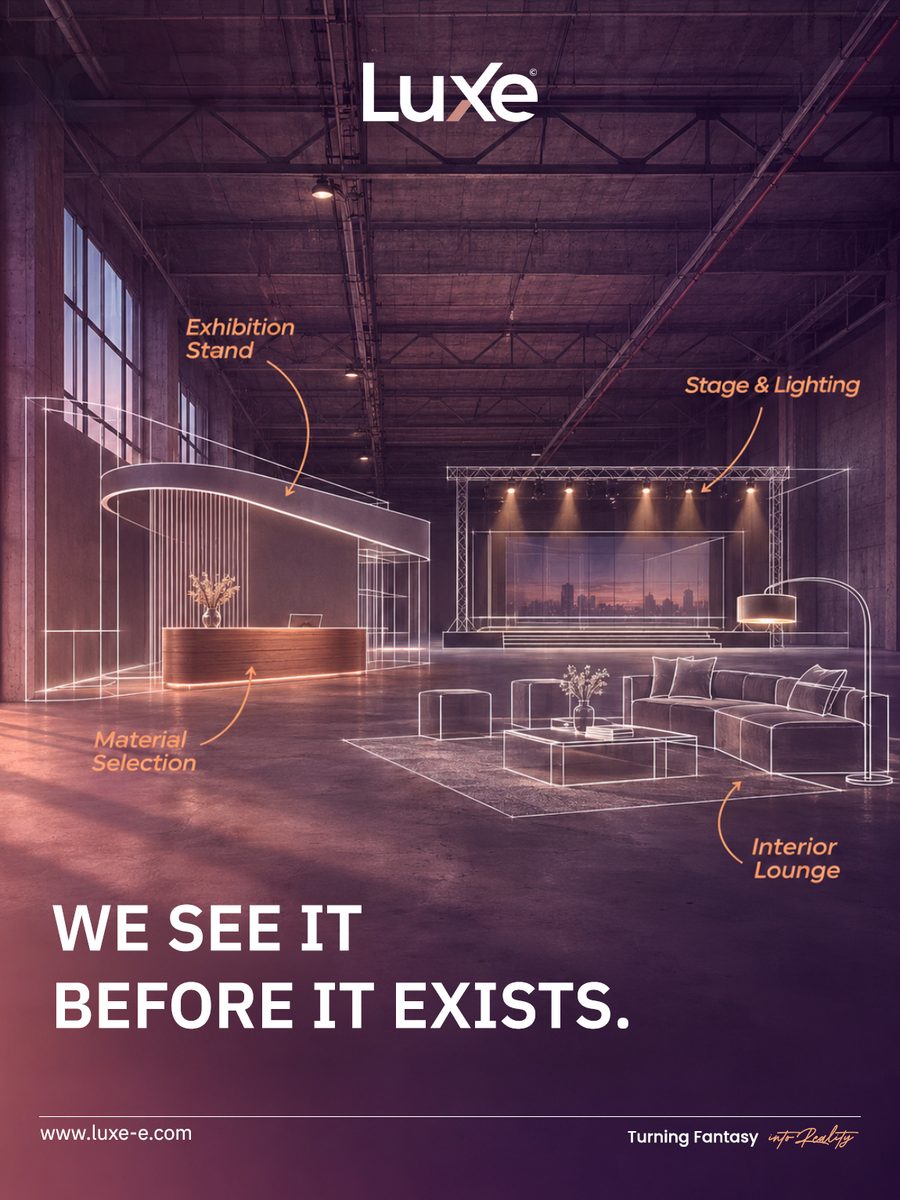 Luxe©
Exhibition
Stand
Stage & Lighting
Material
Selection
Interior
Lounge
WE SEE IT
BEFORE IT EXISTS.
www.luxe-e.com
Turning Fantasy into Reality